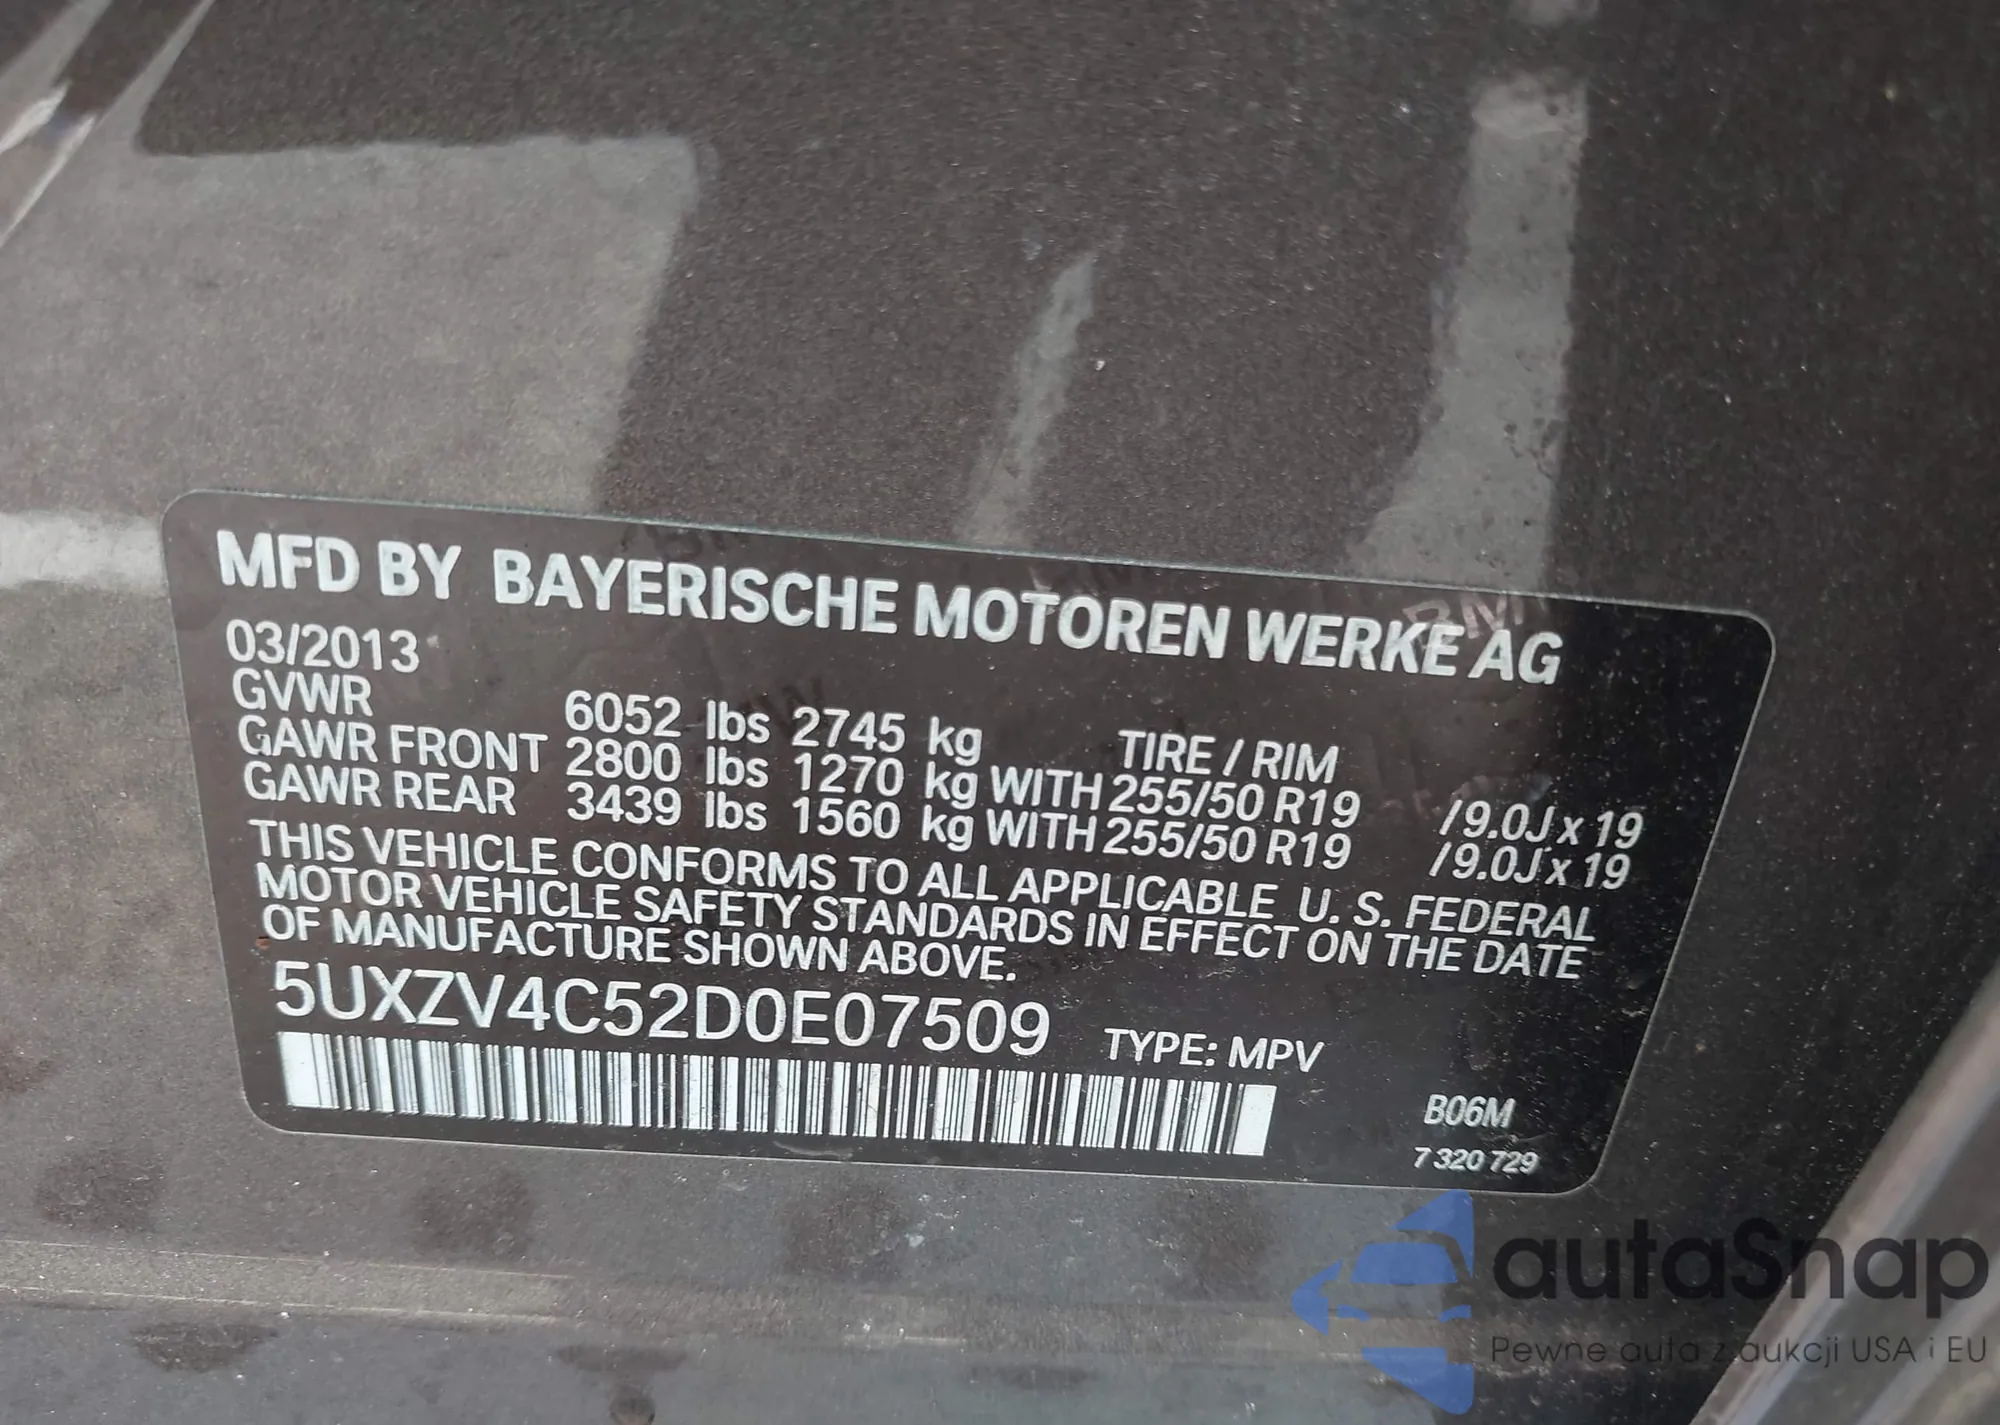 MFD BY BAYERISCHE MOTOREN WERKE AG
03/2013
GVWR 6052 lbs 2745 kg TIRE / RIM
GAWR FRONT 2800 lbs 1270 kg WITH 255/50 R19 /9.0J x 19
GAWR REAR 3439 lbs 1560 kg WITH 255/50 R19 /9.0J x 19
THIS VEHICLE CONFORMS TO ALL APPLICABLE U. S. FEDERAL
MOTOR VEHICLE SAFETY STANDARDS IN EFFECT ON THE DATE
OF MANUFACTURE SHOWN ABOVE.
5UXZV4C52D0E07509 TYPE: MPV
B06M
7 320 729
autaSnap
Pewne auta z aukcji USA i EU